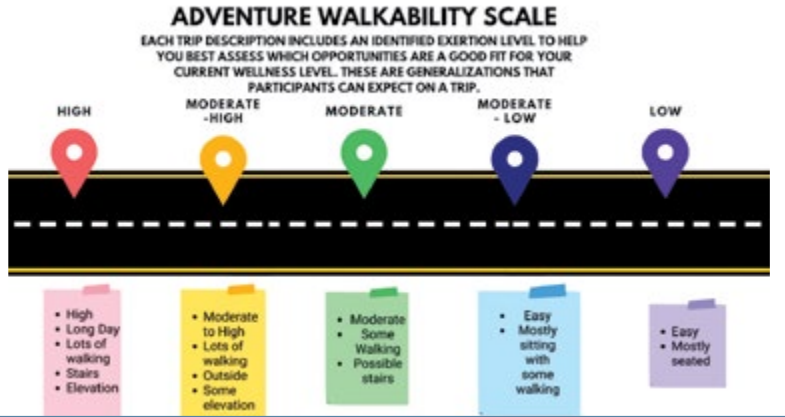 ADVENTURE WALKABILITY SCALE
EACH TRIP DESCRIPTION INCLUDES AN IDENTIFIED EXERTION LEVEL TO HELP
YOU BEST ASSESS WHICH OPPORTUNITIES ARE A GOOD FIT FOR YOUR
CURRENT WELLNESS LEVEL. THESE ARE GENERALIZATIONS THAT
PARTICIPANTS CAN EXPECT ON A TRIP.
HIGH
MODERATE
-HIGH
MODERATE
MODERATE
- LOW
LOW
• High
• Long Day
• Lots of
walking
• Stairs
• Elevation
• Moderate
to High
• Lots of
walking
• Outside
• Some
elevation
• Moderate
• Some
Walking
• Possible
stairs
• Easy
• Mostly
sitting
with
some
walking
• Easy
• Mostly
seated